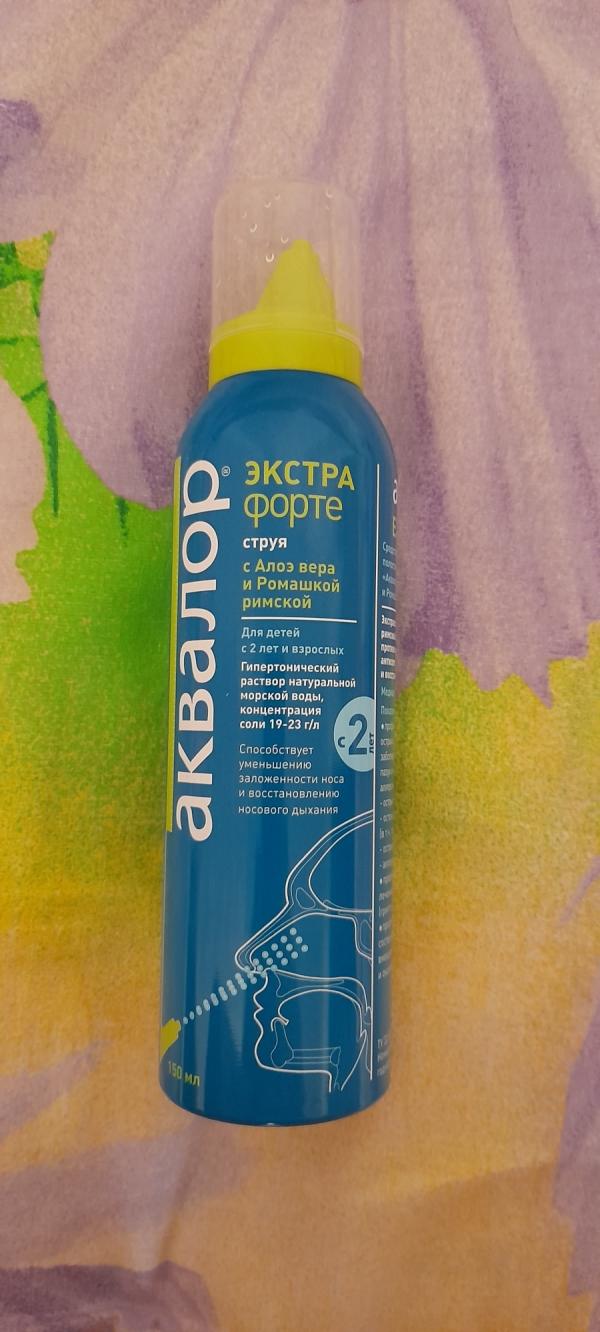 аквалор®
ЭКСТРА
форте
струя
с Алоэ вера
и Ромашкой
римской
Для детей
с 2 лет и взрослых
Гипертонический
раствор натуральной
морской воды,
концентрация
соли 19-23 г/л
с 2 лет
Способствует
уменьшению
заложенности носа
и восстановлению
носового дыхания
150 мл